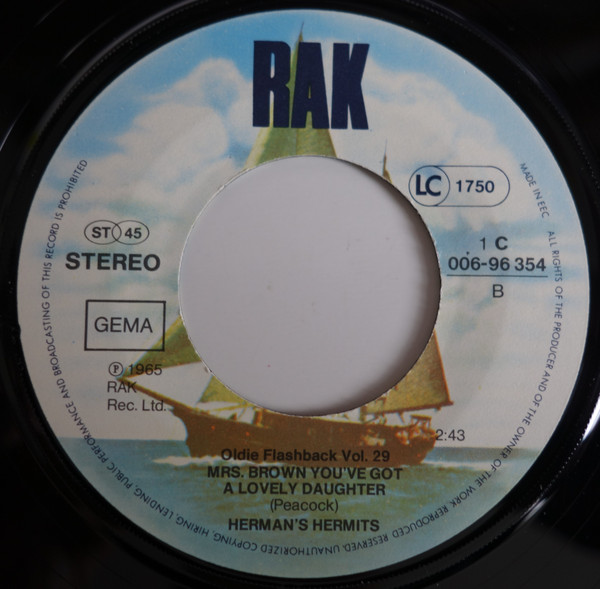 RAK
LC 1750
ST 45
STEREO
1 C
006-96 354
B
GEMA
℗ 1965
RAK
Rec. Ltd.
2:43
Oldie Flashback Vol. 29
MRS. BROWN YOU'VE GOT
A LOVELY DAUGHTER
(Peacock)
HERMAN'S HERMITS
MADE IN EEC ALL RIGHTS OF THE PRODUCER AND OF THE OWNER OF THE WORK REPRODUCED RESERVED. UNAUTHORIZED COPYING, HIRING, LENDING, PUBLIC PERFORMANCE AND BROADCASTING OF THIS RECORD IS PROHIBITED